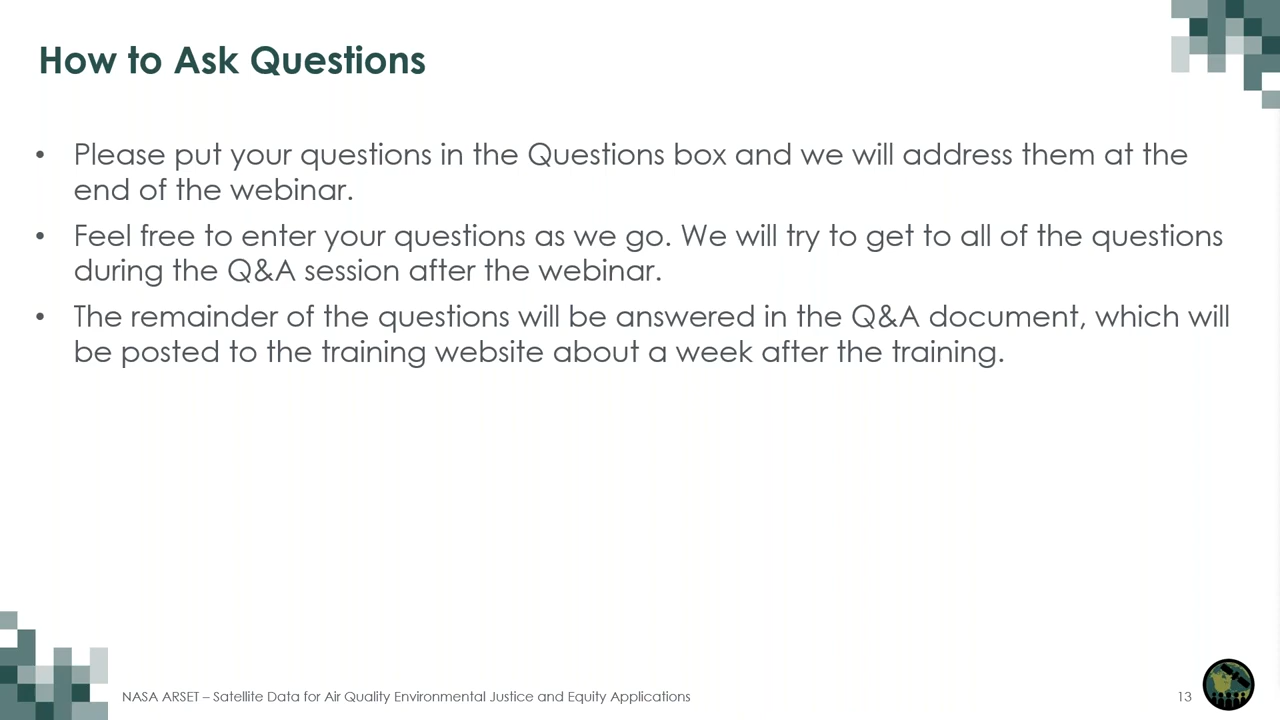 How to Ask Questions
• Please put your questions in the Questions box and we will address them at the
end of the webinar.
• Feel free to enter your questions as we go. We will try to get to all of the questions
during the Q&A session after the webinar.
• The remainder of the questions will be answered in the Q&A document, which will
be posted to the training website about a week after the training.
NASA ARSET – Satellite Data for Air Quality Environmental Justice and Equity Applications
13